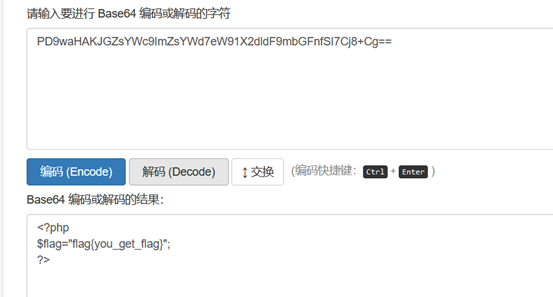 请输入要进行 Base64 编码或解码的字符
PD9waHAKJGZsYWc9ImZsYWd7eW91X2dldF9mbGFnfSI7Cj8+Cg==
编码 (Encode) 解码 (Decode) ↕ 交换 (编码快捷键： Ctrl + Enter )
Base64 编码或解码的结果：
<?php
$flag="flag{you_get_flag}";
?>